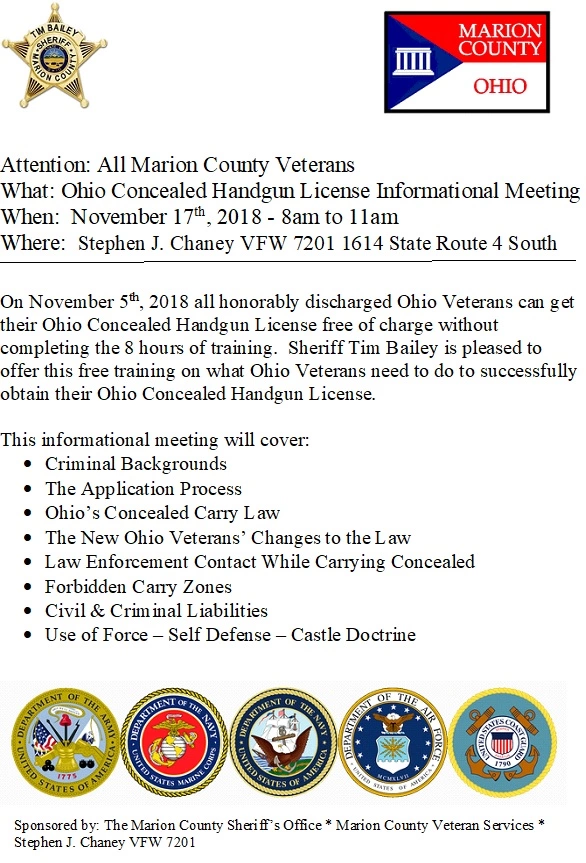 TIM BAILEY
SHERIFF
MARION COUNTY
MARION
COUNTY
OHIO
Attention: All Marion County Veterans
What: Ohio Concealed Handgun License Informational Meeting
When: November 17th, 2018 - 8am to 11am
Where: Stephen J. Chaney VFW 7201 1614 State Route 4 South
On November 5th, 2018 all honorably discharged Ohio Veterans can get
their Ohio Concealed Handgun License free of charge without
completing the 8 hours of training. Sheriff Tim Bailey is pleased to
offer this free training on what Ohio Veterans need to do to successfully
obtain their Ohio Concealed Handgun License.
This informational meeting will cover:
• Criminal Backgrounds
• The Application Process
• Ohio's Concealed Carry Law
• The New Ohio Veterans' Changes to the Law
• Law Enforcement Contact While Carrying Concealed
• Forbidden Carry Zones
• Civil & Criminal Liabilities
• Use of Force – Self Defense – Castle Doctrine
DEPARTMENT OF THE ARMY
UNITED STATES OF AMERICA
1775
DEPARTMENT OF THE NAVY
UNITED STATES MARINE CORPS
DEPARTMENT OF THE NAVY
UNITED STATES OF AMERICA
DEPARTMENT OF THE AIR FORCE
MCMXLVII
UNITED STATES OF AMERICA
UNITED STATES COAST GUARD
1790
Sponsored by: The Marion County Sheriff's Office * Marion County Veteran Services *
Stephen J. Chaney VFW 7201